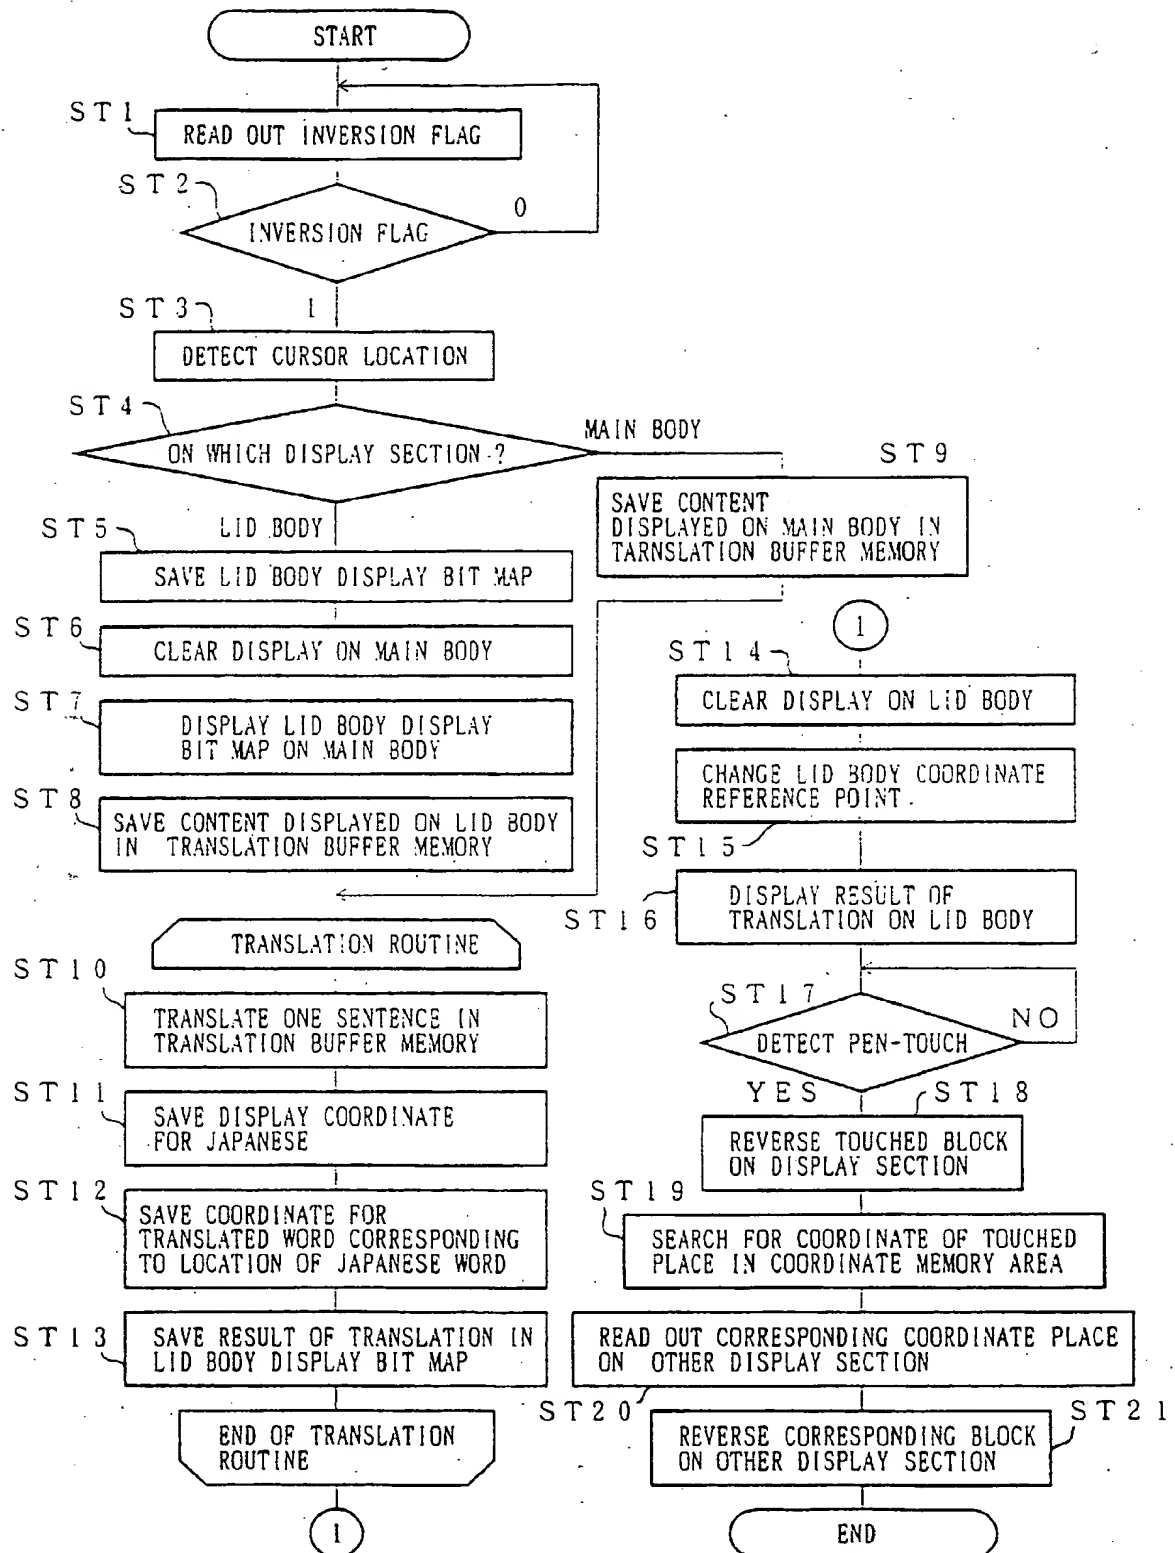 START
ST1
READ OUT INVERSION FLAG
ST2
0
INVERSION FLAG
ST3
1
DETECT CURSOR LOCATION
ST4
ON WHICH DISPLAY SECTION ?
MAIN BODY
ST9
SAVE CONTENT
DISPLAYED ON MAIN BODY IN
TARNSLATION BUFFER MEMORY
ST5
LID BODY
SAVE LID BODY DISPLAY BIT MAP
ST6
CLEAR DISPLAY ON MAIN BODY
ST7
DISPLAY LID BODY DISPLAY
BIT MAP ON MAIN BODY
ST8
SAVE CONTENT DISPLAYED ON LID BODY
IN TRANSLATION BUFFER MEMORY
TRANSLATION ROUTINE
ST10
TRANSLATE ONE SENTENCE IN
TRANSLATION BUFFER MEMORY
ST11
SAVE DISPLAY COORDINATE
FOR JAPANESE
ST12
SAVE COORDINATE FOR
TRANSLATED WORD CORRESPONDING
TO LOCATION OF JAPANESE WORD
ST13
SAVE RESULT OF TRANSLATION IN
LID BODY DISPLAY BIT MAP
END OF TRANSLATION
ROUTINE
1
1
ST14
CLEAR DISPLAY ON LID BODY
CHANGE LID BODY COORDINATE
REFERENCE POINT.
ST15
DISPLAY RESULT OF
TRANSLATION ON LID BODY
ST16
ST17
NO
DETECT PEN-TOUCH
YES
ST18
REVERSE TOUCHED BLOCK
ON DISPLAY SECTION
ST19
SEARCH FOR COORDINATE OF TOUCHED
PLACE IN COORDINATE MEMORY AREA
READ OUT CORRESPONDING COORDINATE PLACE
ON OTHER DISPLAY SECTION
ST20
ST21
REVERSE CORRESPONDING BLOCK
ON OTHER DISPLAY SECTION
END